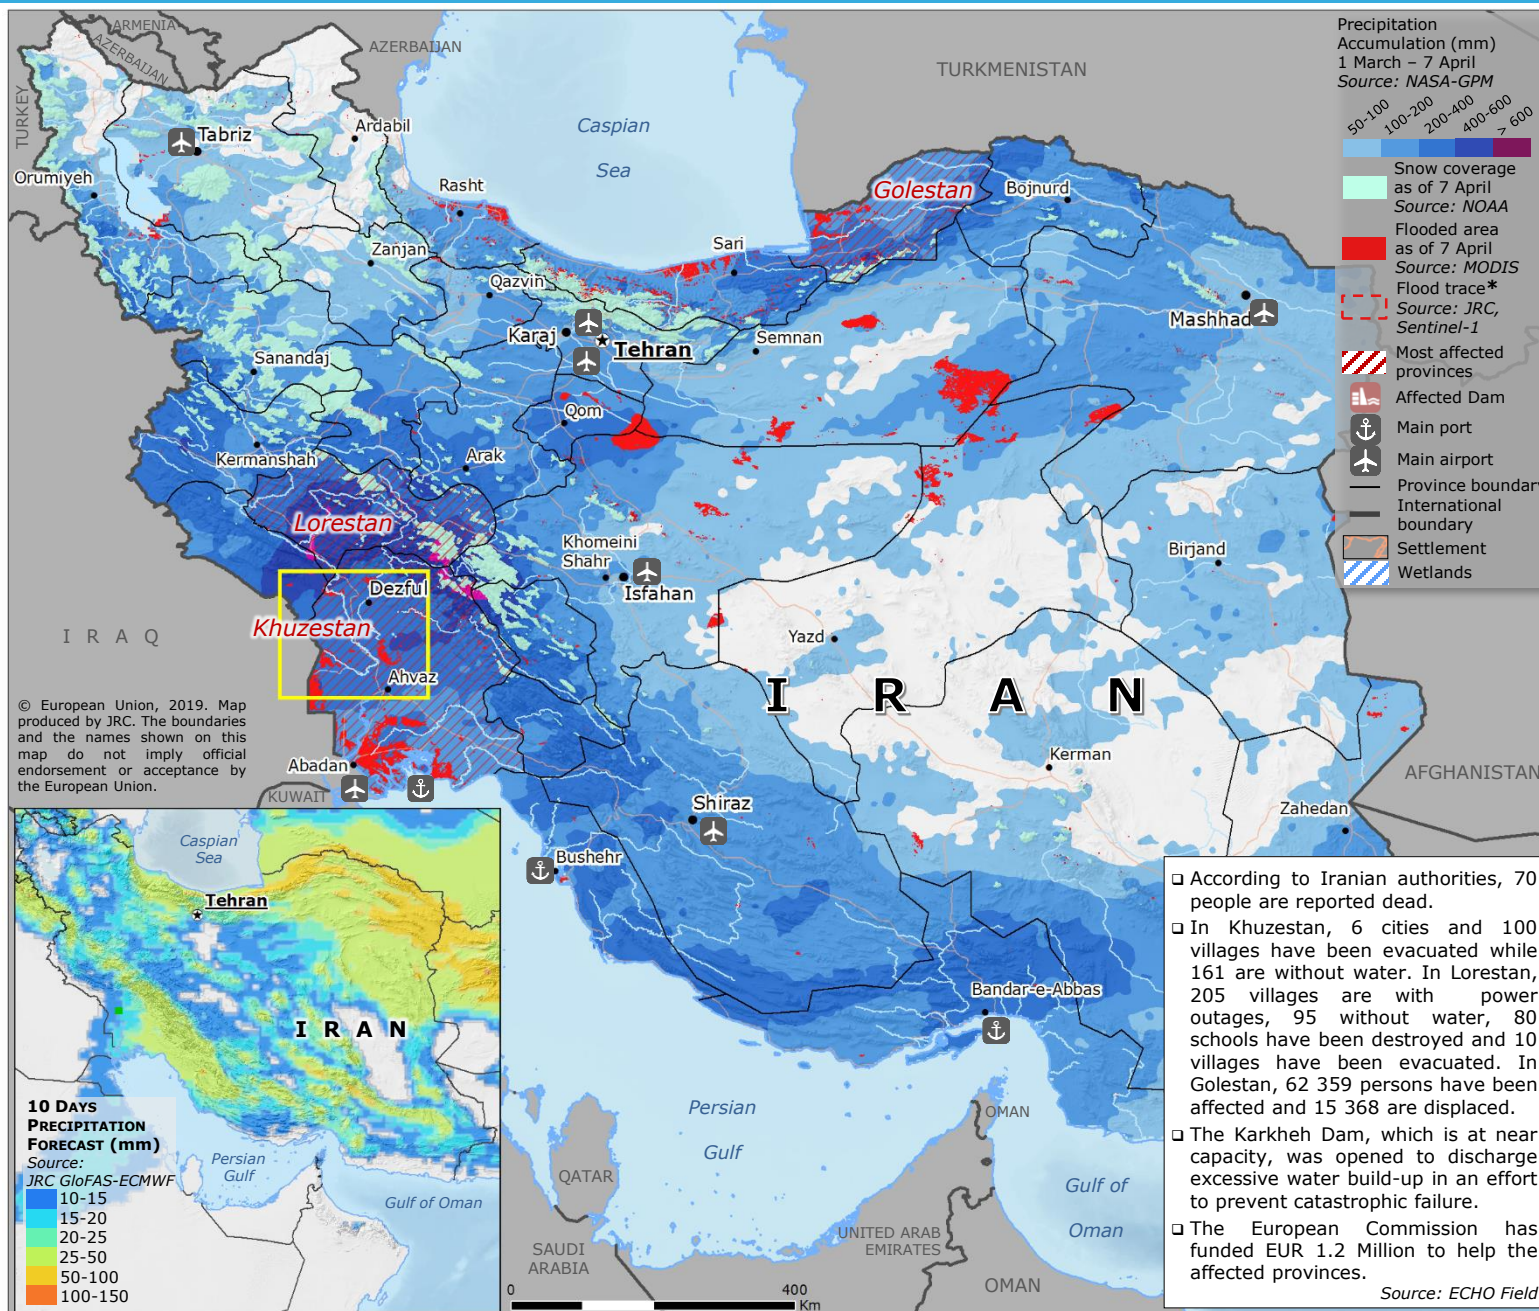 ARMENIA
AZERBAIJAN
AZERBAIJAN
TURKEY
TURKMENISTAN
Caspian
Sea
Tabriz
Ardabil
Orumiyeh
Rasht
Golestan
Bojnurd
Zanjan
Sari
Qazvin
Karaj
Tehran
Semnan
Mashhad
Sanandaj
Qom
Kermanshah
Arak
Lorestan
Khomeini
Shahr
Isfahan
Birjand
Dezful
Khuzestan
Yazd
IRAQ
Ahvaz
IRAN
Kerman
Abadan
KUWAIT
AFGHANISTAN
Shiraz
Zahedan
Bushehr
Bandar-e-Abbas
Persian
Gulf
OMAN
QATAR
Gulf of
Oman
UNITED ARAB
EMIRATES
SAUDI
ARABIA
OMAN
0 400
Km
Precipitation
Accumulation (mm)
1 March – 7 April
Source: NASA-GPM
50-100 100-200 200-400 400-600 > 600
Snow coverage
as of 7 April
Source: NOAA
Flooded area
as of 7 April
Source: MODIS
Flood trace*
Source: JRC,
Sentinel-1
Most affected
provinces
Affected Dam
Main port
Main airport
Province boundary
International
boundary
Settlement
Wetlands
© European Union, 2019. Map
produced by JRC. The boundaries
and the names shown on this
map do not imply official
endorsement or acceptance by
the European Union.
Caspian
Sea
Tehran
IRAN
Persian
Gulf
Gulf of Oman
10 DAYS
PRECIPITATION
FORECAST (mm)
Source:
JRC GloFAS-ECMWF
10-15
15-20
20-25
25-50
50-100
100-150
❑ According to Iranian authorities, 70
people are reported dead.
❑ In Khuzestan, 6 cities and 100
villages have been evacuated while
161 are without water. In Lorestan,
205 villages are with power
outages, 95 without water, 80
schools have been destroyed and 10
villages have been evacuated. In
Golestan, 62 359 persons have been
affected and 15 368 are displaced.
❑ The Karkheh Dam, which is at near
capacity, was opened to discharge
excessive water build-up in an effort
to prevent catastrophic failure.
❑ The European Commission has
funded EUR 1.2 Million to help the
affected provinces.
Source: ECHO Field